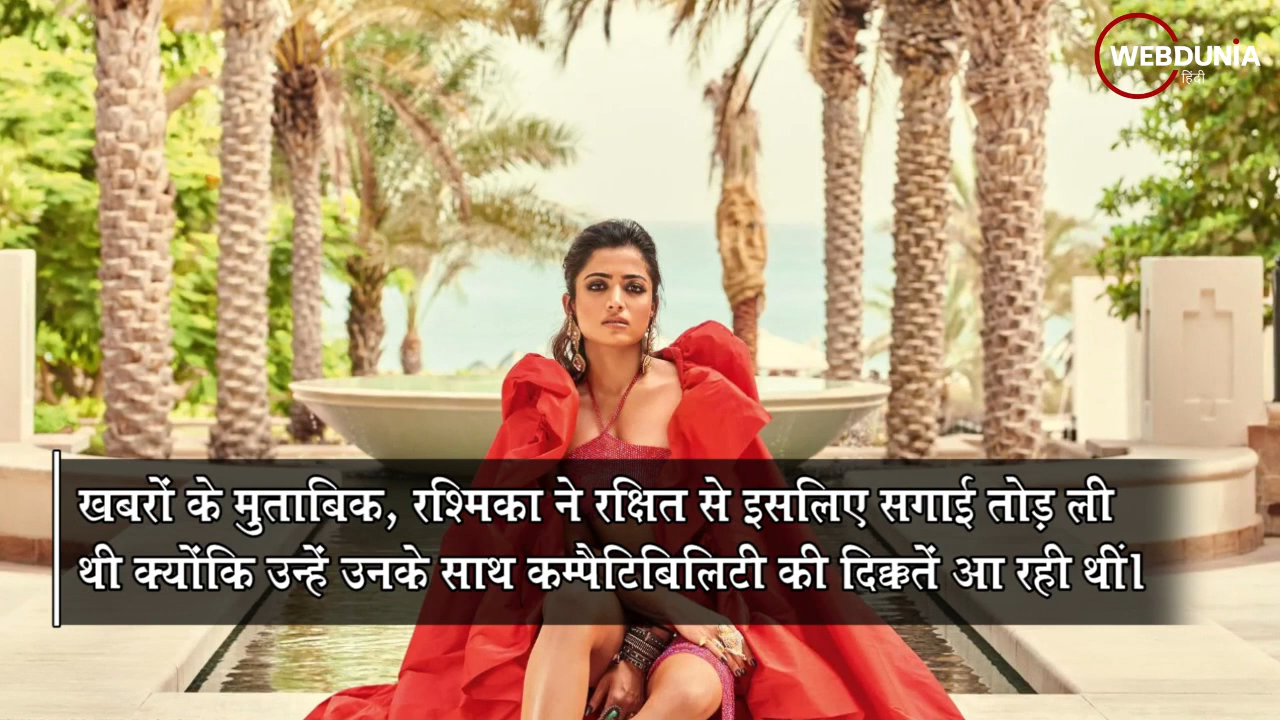 WEBDUNIA
हिंदी
खबरों के मुताबिक, रश्मिका ने रक्षित से इसलिए सगाई तोड़ ली
थी क्योंकि उन्हें उनके साथ कम्पैटिबिलिटी की दिक्कतें आ रही थीं।